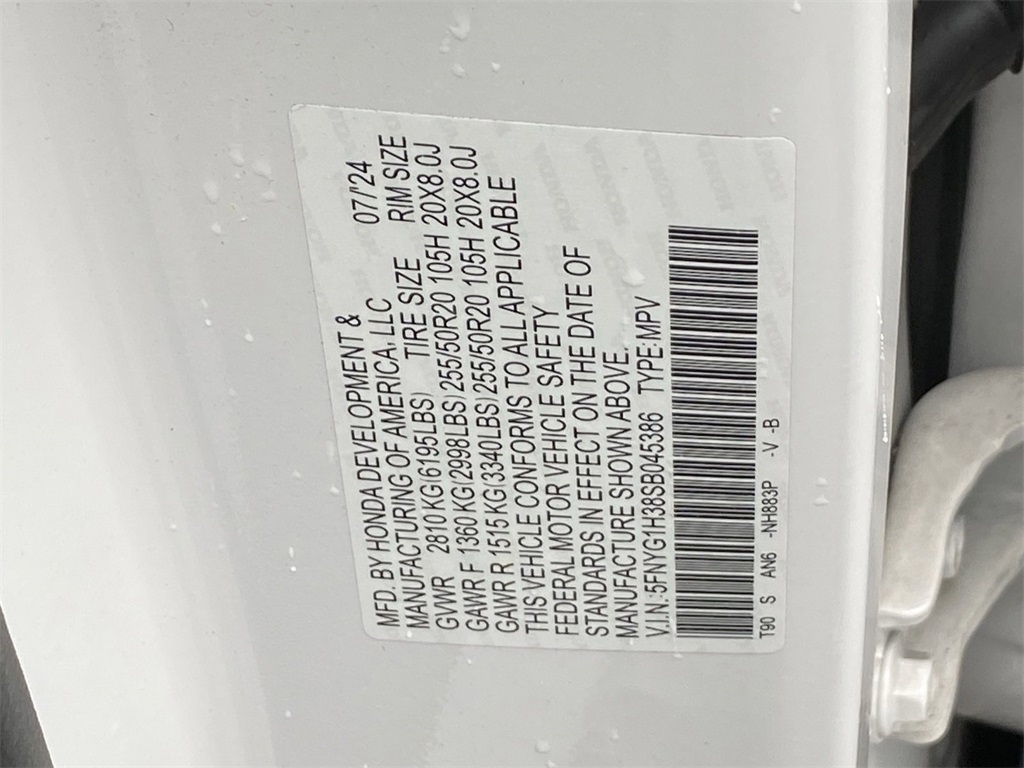 MFD. BY HONDA DEVELOPMENT &
MANUFACTURING OF AMERICA, LLC 07/'24
GVWR 2810 KG(6195LBS) TIRE SIZE RIM SIZE
GAWR F 1360 KG(2998LBS) 255/50R20 105H 20X8.0J
GAWR R 1515 KG(3340LBS) 255/50R20 105H 20X8.0J
THIS VEHICLE CONFORMS TO ALL APPLICABLE
FEDERAL MOTOR VEHICLE SAFETY
STANDARDS IN EFFECT ON THE DATE OF
MANUFACTURE SHOWN ABOVE.
V.I.N.:5FNYG1H38SB045386 TYPE:MPV
T90 S AN6 -NH883P -V -B